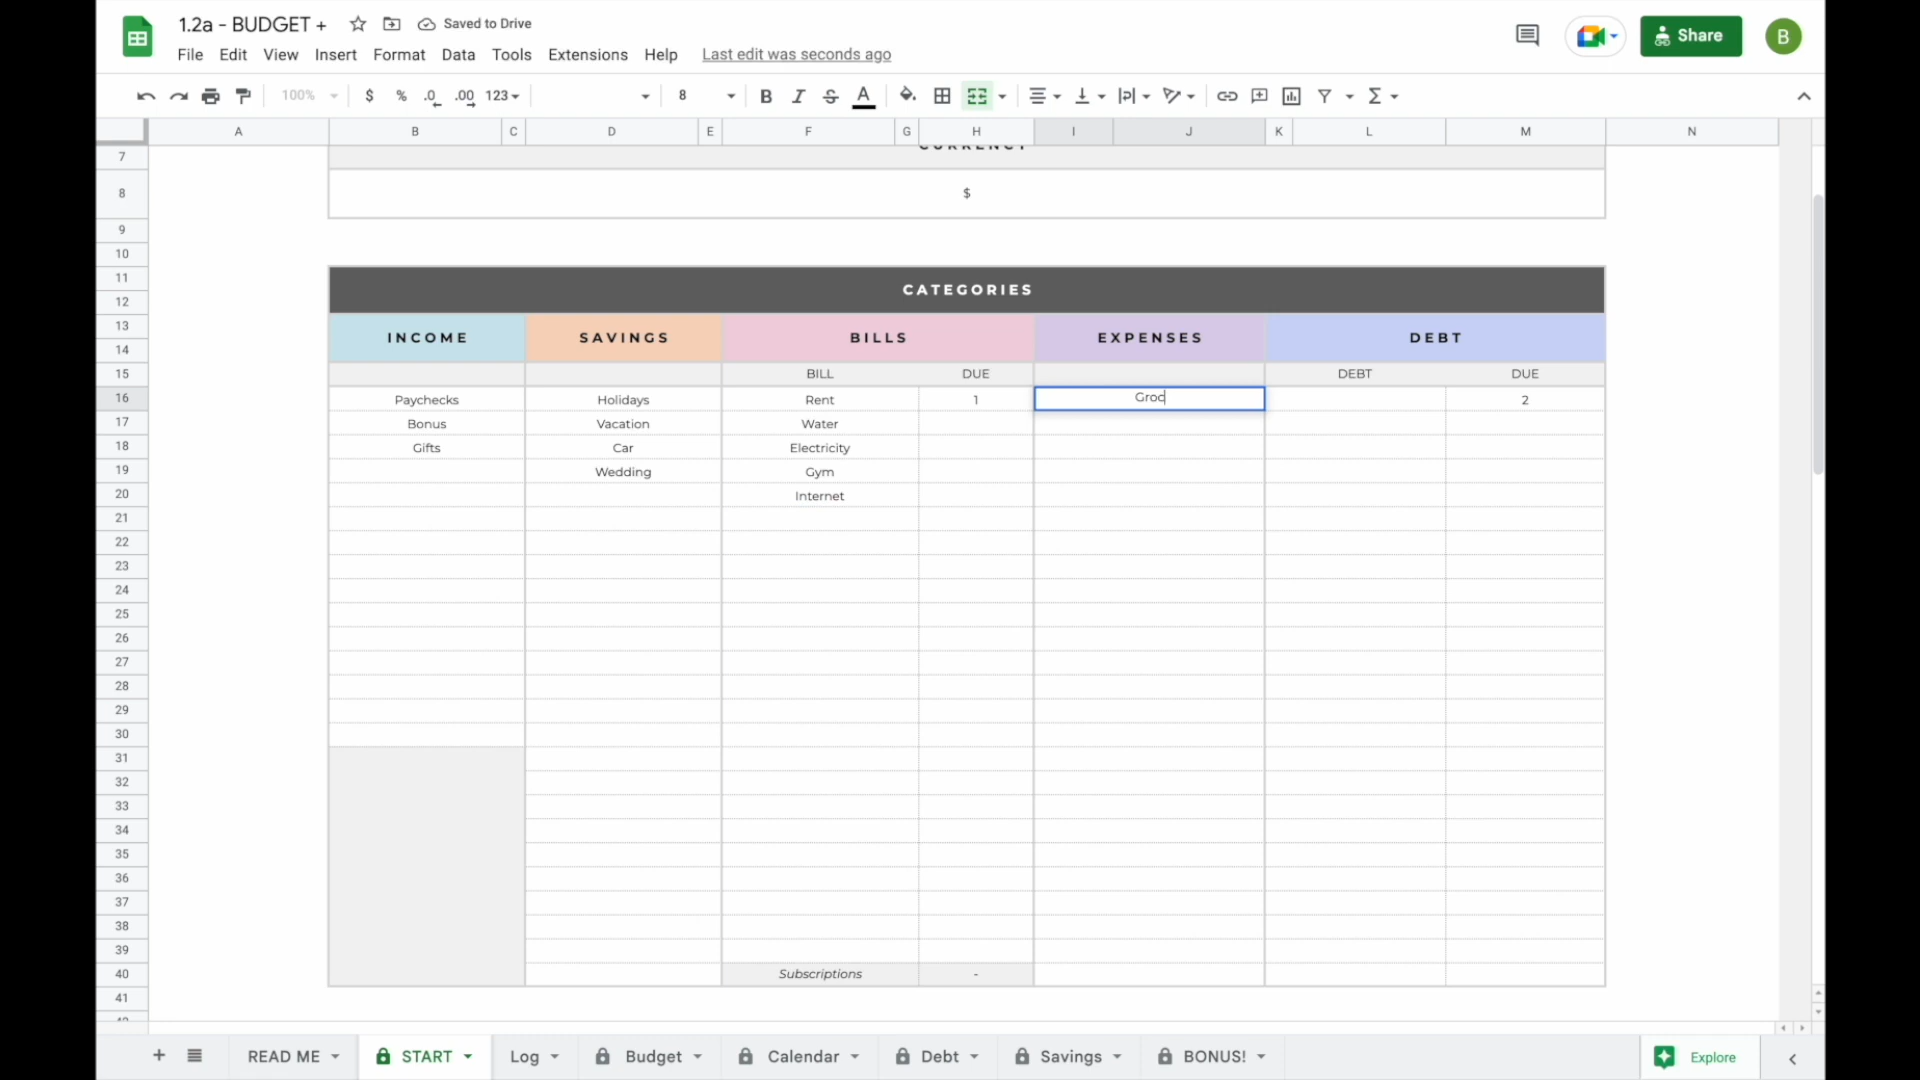 1.2a - BUDGET +
Saved to Drive
File Edit View Insert Format Data Tools Extensions Help Last edit was seconds ago
Share
B
100% $ % .0 .00 123 8 B I S A
A B C D E F G H I J K L M N
7 CURRENCY
8 $
9
10
11 CATEGORIES
12
13 INCOME SAVINGS BILLS EXPENSES DEBT
14
15 BILL DUE DEBT DUE
16 Paychecks Holidays Rent 1 Groc 2
17 Bonus Vacation Water
18 Gifts Car Electricity
19 Wedding Gym
20 Internet
21
22
23
24
25
26
27
28
29
30
31
32
33
34
35
36
37
38
39
40 Subscriptions -
41
READ ME START Log Budget Calendar Debt Savings BONUS! Explore